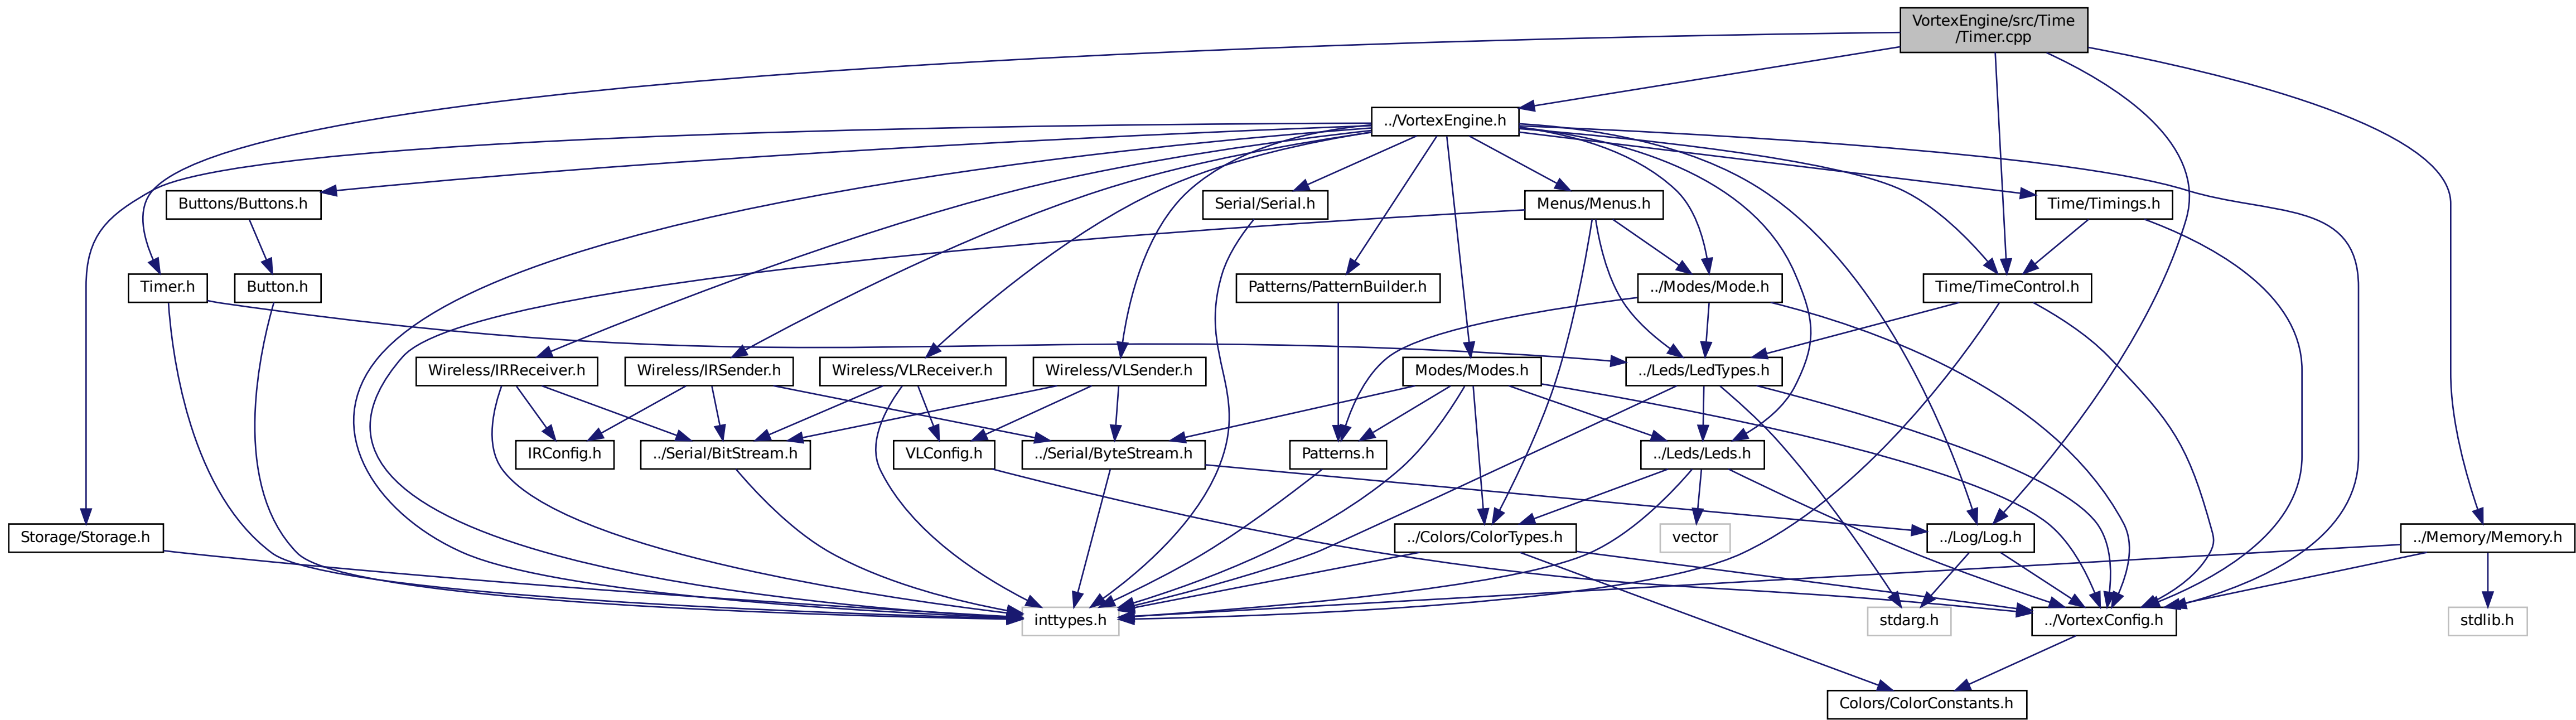 VortexEngine/src/Time
/Timer.cpp
../VortexEngine.h
Buttons/Buttons.h
Serial/Serial.h
Menus/Menus.h
Time/Timings.h
Timer.h
Button.h
Patterns/PatternBuilder.h
../Modes/Mode.h
Time/TimeControl.h
Wireless/IRReceiver.h
Wireless/IRSender.h
Wireless/VLReceiver.h
Wireless/VLSender.h
Modes/Modes.h
../Leds/LedTypes.h
IRConfig.h
../Serial/BitStream.h
VLConfig.h
../Serial/ByteStream.h
Patterns.h
../Leds/Leds.h
Storage/Storage.h
../Colors/ColorTypes.h
vector
../Log/Log.h
../Memory/Memory.h
inttypes.h
stdarg.h
../VortexConfig.h
stdlib.h
Colors/ColorConstants.h